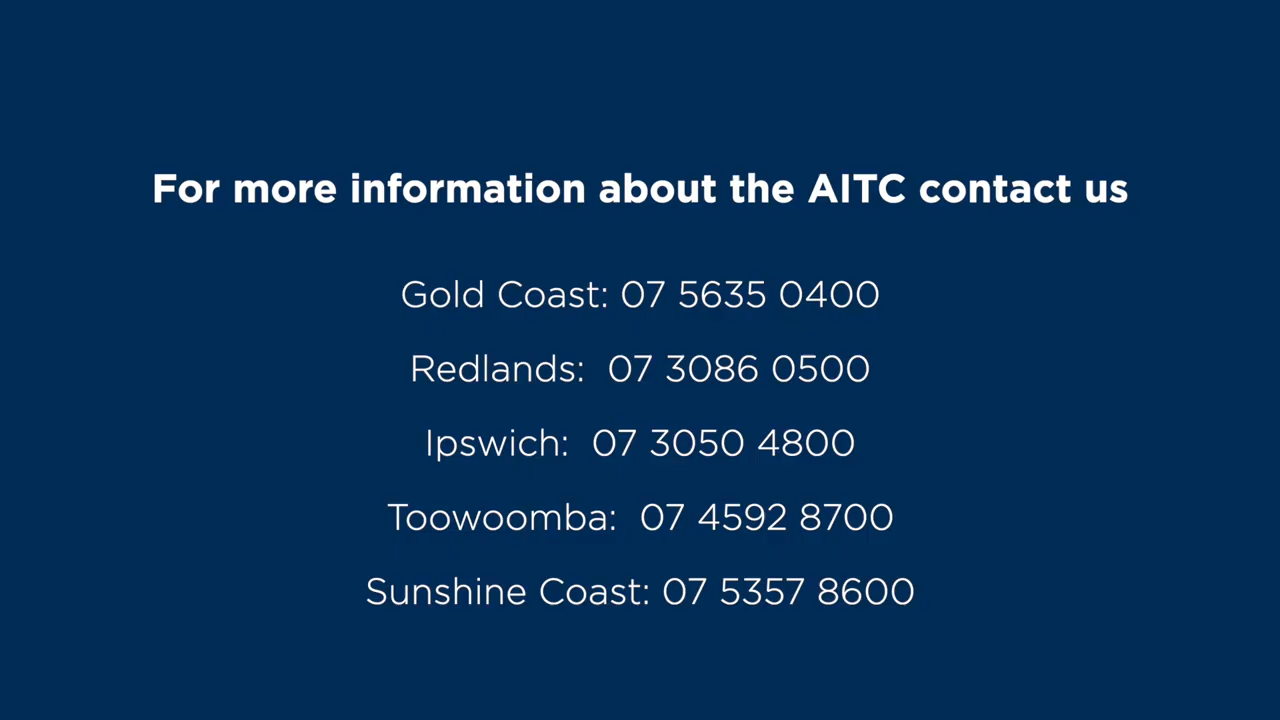 For more information about the AITC contact us
Gold Coast: 07 5635 0400
Redlands: 07 3086 0500
Ipswich: 07 3050 4800
Toowoomba: 07 4592 8700
Sunshine Coast: 07 5357 8600